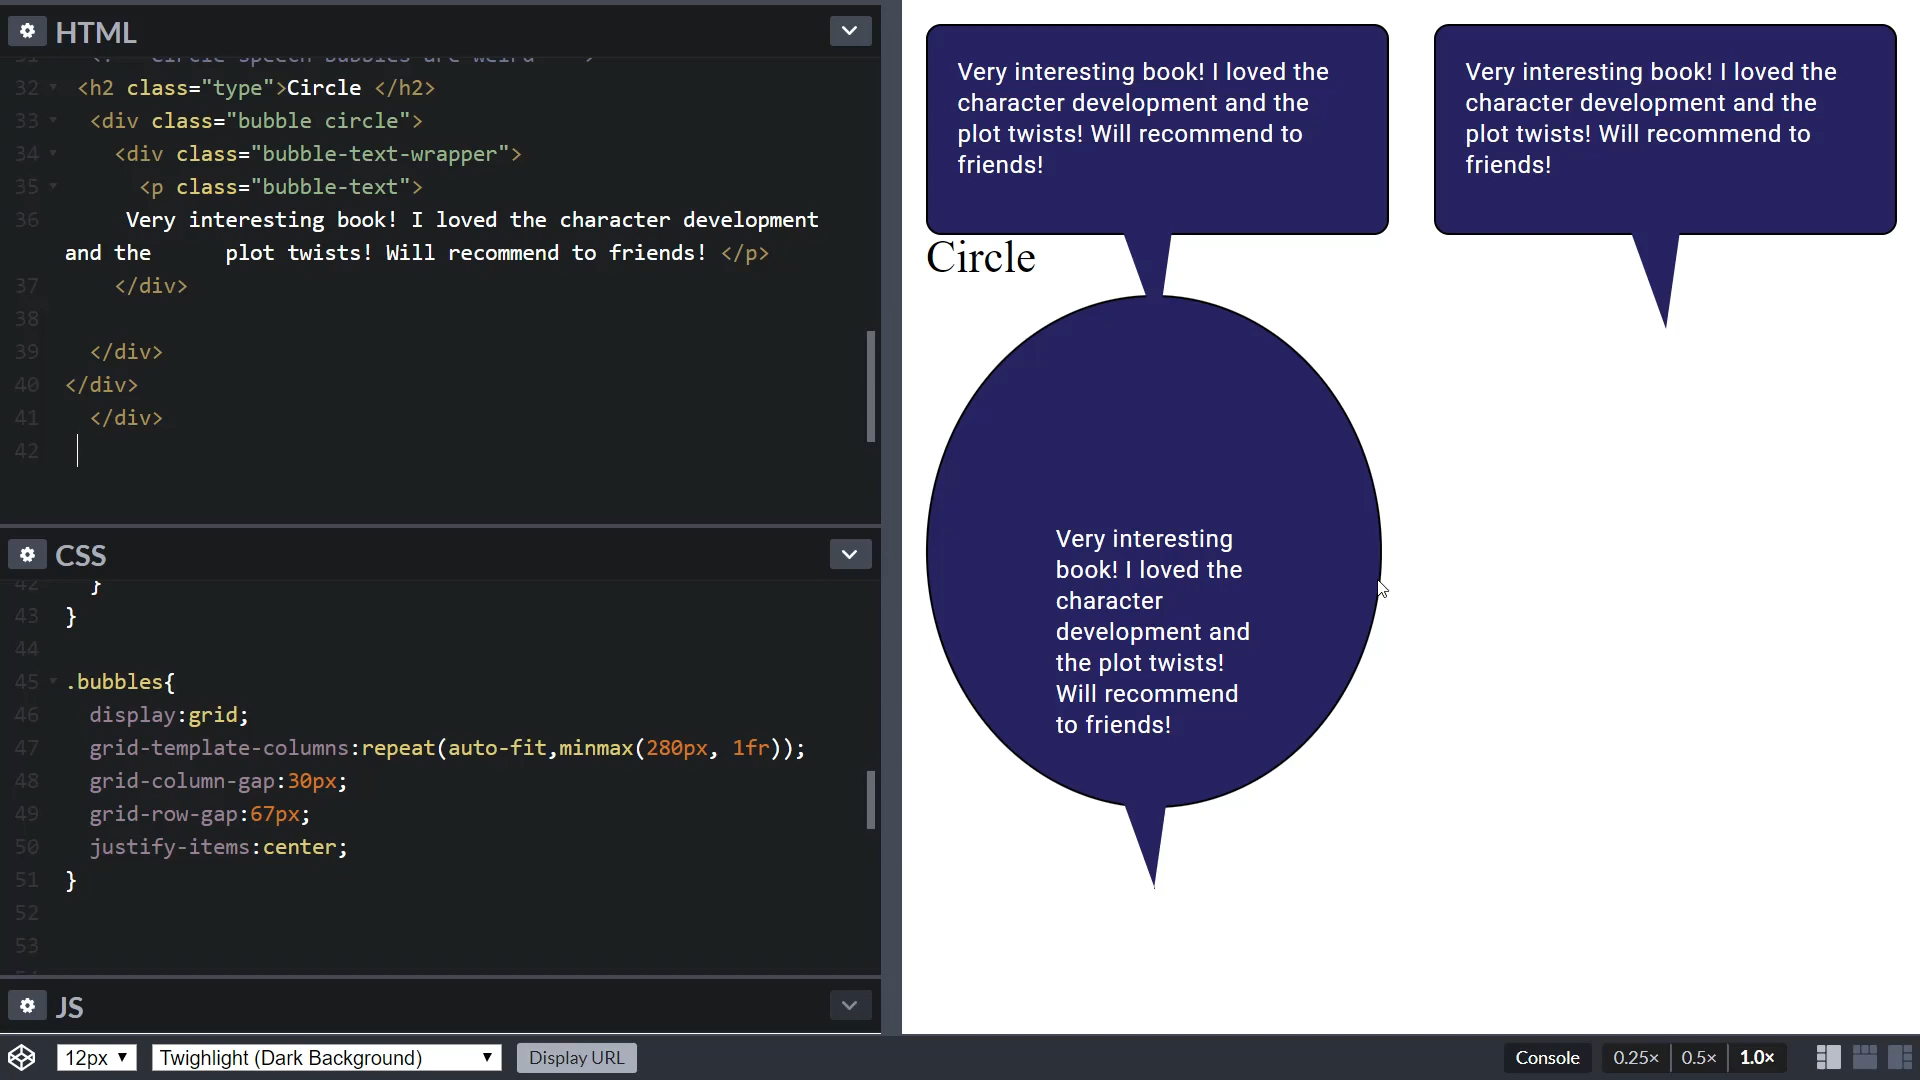 HTML
32 <h2 class="type">Circle </h2>
33 <div class="bubble circle">
34 <div class="bubble-text-wrapper">
35 <p class="bubble-text">
36 Very interesting book! I loved the character development
and the plot twists! Will recommend to friends! </p>
37 </div>
38
39 </div>
40 </div>
41 </div>
42
CSS
42 }
43 }
44
45 .bubbles{
46 display:grid;
47 grid-template-columns:repeat(auto-fit,minmax(280px, 1fr));
48 grid-column-gap:30px;
49 grid-row-gap:67px;
50 justify-items:center;
51 }
52
53
JS
12px
Twighlight (Dark Background)
Display URL
Very interesting book! I loved the
character development and the
plot twists! Will recommend to
friends!
Very interesting book! I loved the
character development and the
plot twists! Will recommend to
friends!
Circle
Very interesting
book! I loved the
character
development and
the plot twists!
Will recommend
to friends!
Console 0.25× 0.5× 1.0×